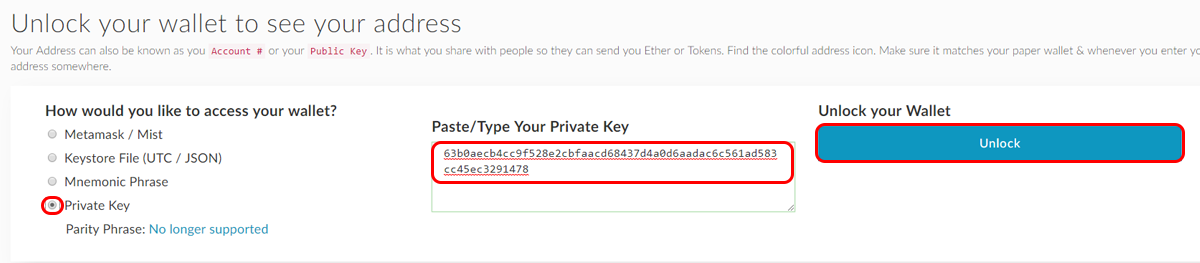 Unlock your wallet to see your address
Your Address can also be known as you Account # or your Public Key. It is what you share with people so they can send you Ether or Tokens. Find the colorful address icon. Make sure it matches your paper wallet & whenever you enter yo
address somewhere.
How would you like to access your wallet?
Metamask / Mist
Keystore File (UTC / JSON)
Mnemonic Phrase
Private Key
Parity Phrase: No longer supported
Paste/Type Your Private Key
63b0aecb4cc9f528e2cbfaacd68437d4a0d6aadac6c561ad583
cc45ec3291478
Unlock your Wallet
Unlock